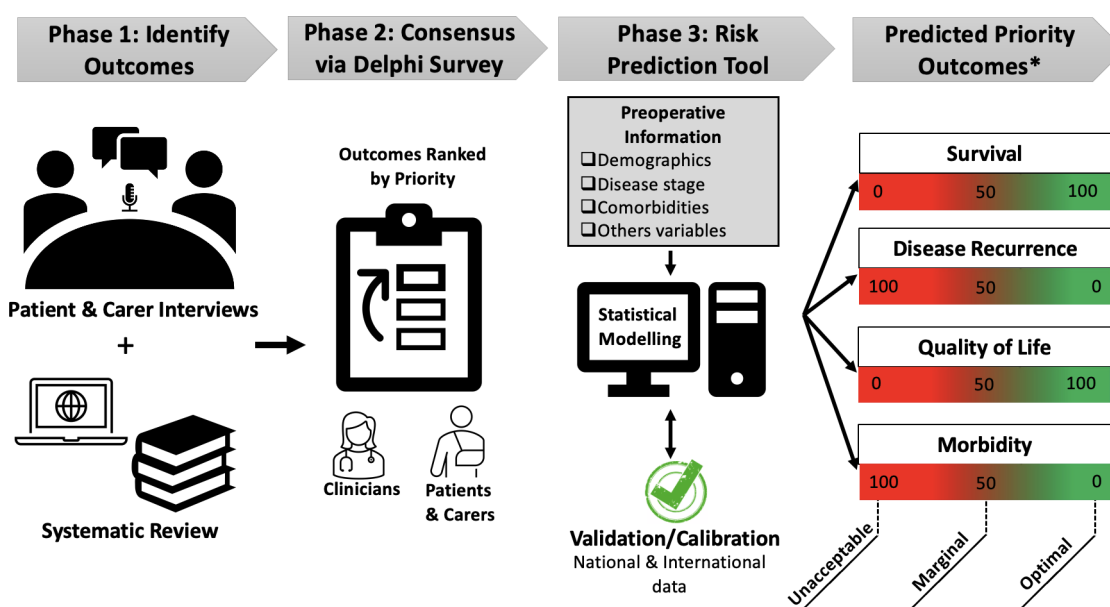 Phase 1: Identify
Outcomes
Phase 2: Consensus
via Delphi Survey
Phase 3: Risk
Prediction Tool
Predicted Priority
Outcomes*
Patient & Carer Interviews
+
Systematic Review
Outcomes Ranked
by Priority
Clinicians
Patients
& Carers
Preoperative
Information
❑Demographics
❑Disease stage
❑Comorbidities
❑Others variables
Statistical
Modelling
Validation/Calibration
National & International
data
Survival
0 50 100
Disease Recurrence
100 50 0
Quality of Life
0 50 100
Morbidity
100 50 0
Unacceptable
Marginal
Optimal